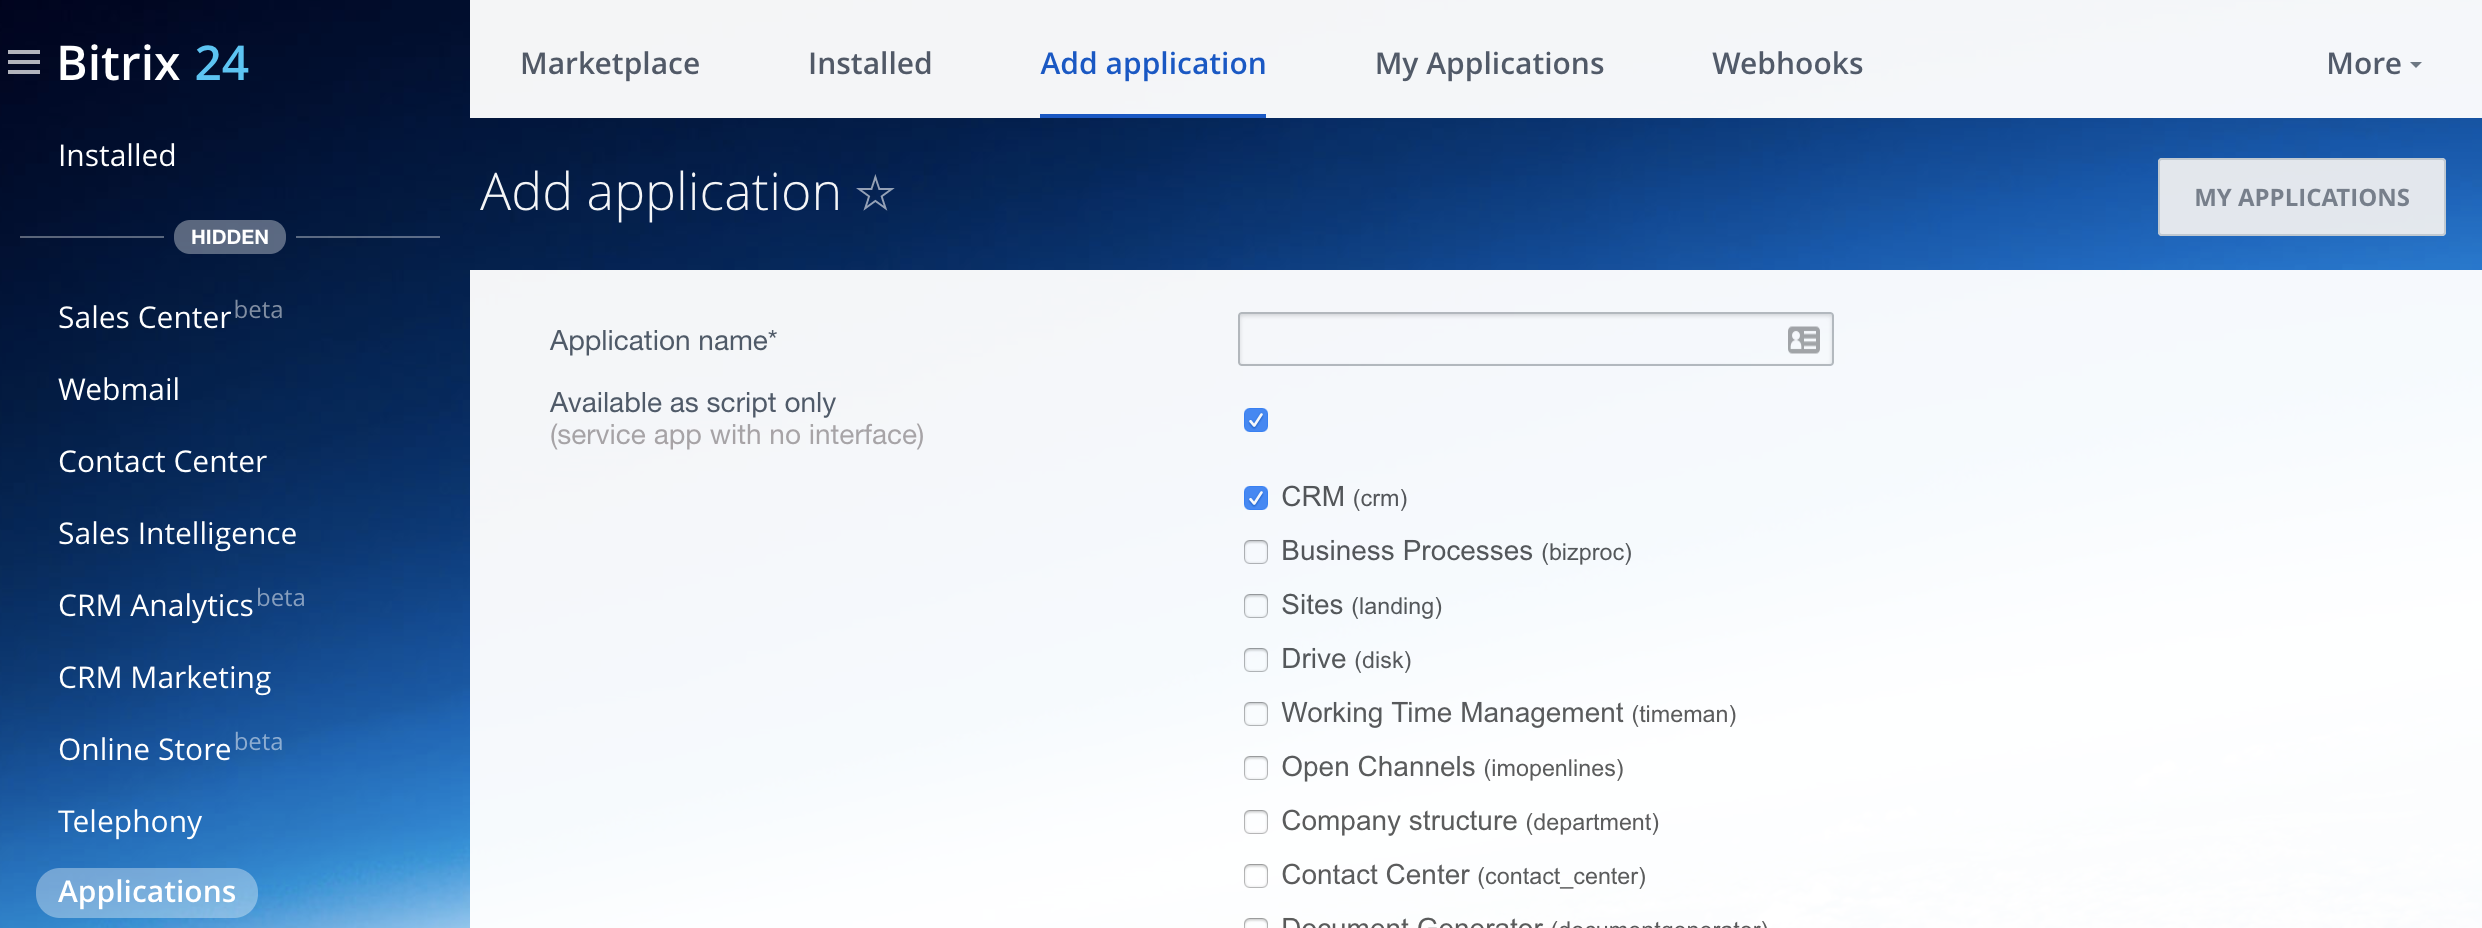 Bitrix 24
Installed
HIDDEN
Sales Center beta
Webmail
Contact Center
Sales Intelligence
CRM Analytics beta
CRM Marketing
Online Store beta
Telephony
Applications
Marketplace Installed Add application My Applications Webhooks More
Add application
MY APPLICATIONS
Application name*
Available as script only
(service app with no interface)
CRM (crm)
Business Processes (bizproc)
Sites (landing)
Drive (disk)
Working Time Management (timeman)
Open Channels (imopenlines)
Company structure (department)
Contact Center (contact_center)
Document Generator (documentgenerator)